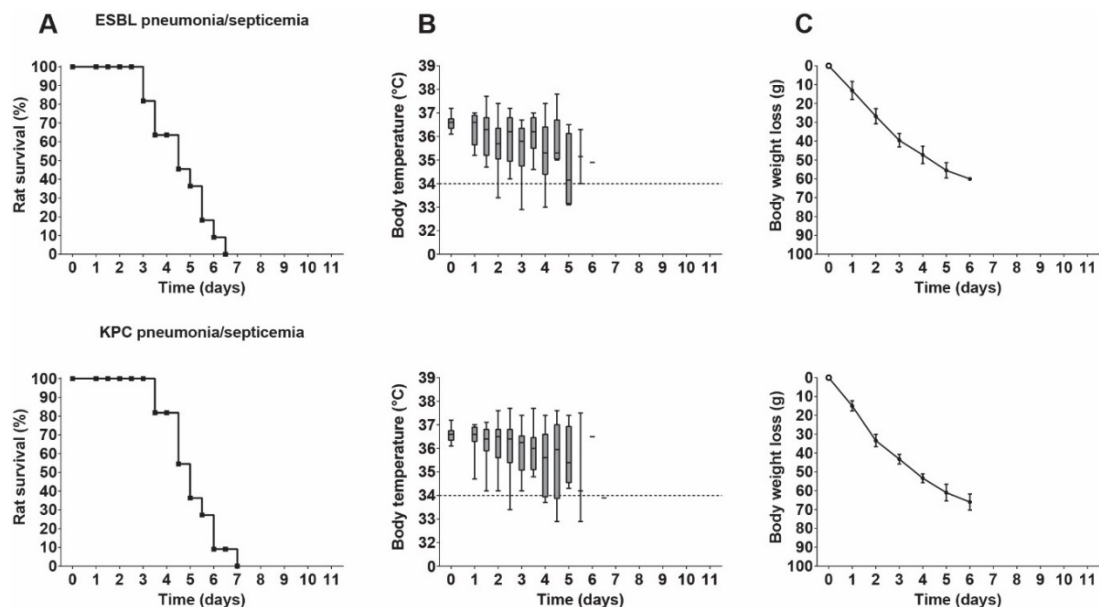 A
ESBL pneumonia/septicemia
B
C
100
90
80
70
60
50
40
30
20
10
0
Rat survival (%)
0 1 2 3 4 5 6 7 8 9 10 11
Time (days)
39
37
36
35
34
33
32
0
Body temperature (°C)
0 1 2 3 4 5 6 7 8 9 10 11
Time (days)
0
10
20
30
40
50
60
70
80
90
100
Body weight loss (g)
0 1 2 3 4 5 6 7 8 9 10 11
Time (days)
KPC pneumonia/septicemia
100
90
80
70
60
50
40
30
20
10
0
Rat survival (%)
0 1 2 3 4 5 6 7 8 9 10 11
Time (days)
39
37
36
35
34
33
32
0
Body temperature (°C)
0 1 2 3 4 5 6 7 8 9 10 11
Time (days)
0
10
20
30
40
50
60
70
80
90
100
Body weight loss (g)
0 1 2 3 4 5 6 7 8 9 10 11
Time (days)